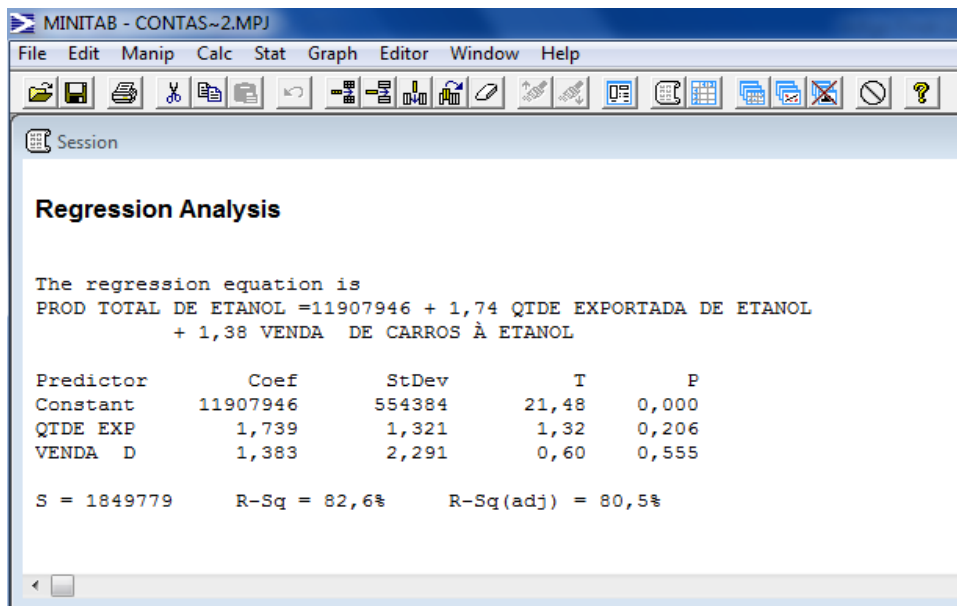 MINITAB - CONTAS~2.MPJ
File Edit Manip Calc Stat Graph Editor Window Help
Session
Regression Analysis
The regression equation is
PROD TOTAL DE ETANOL =11907946 + 1,74 QTDE EXPORTADA DE ETANOL
+ 1,38 VENDA DE CARROS À ETANOL
Predictor Coef StDev T P
Constant 11907946 554384 21,48 0,000
QTDE EXP 1,739 1,321 1,32 0,206
VENDA D 1,383 2,291 0,60 0,555
S = 1849779 R-Sq = 82,6% R-Sq(adj) = 80,5%